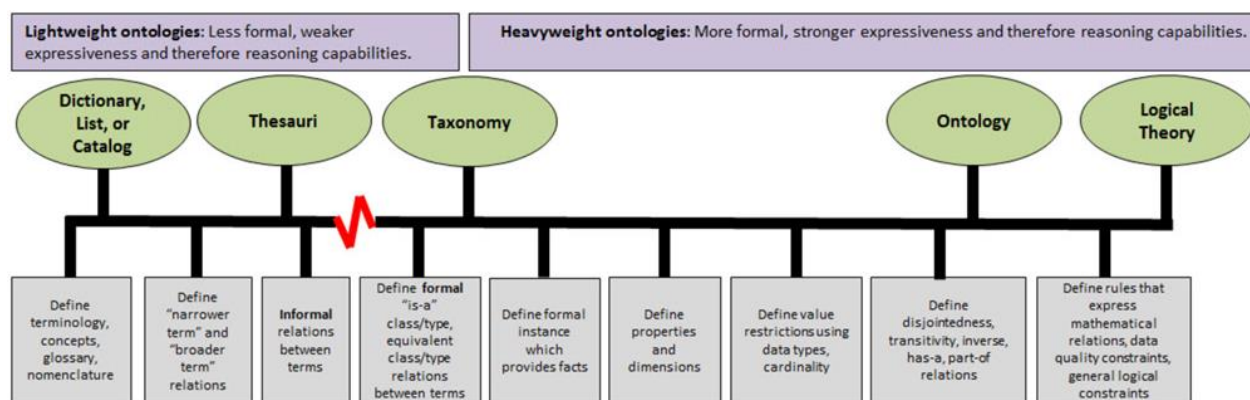 Lightweight ontologies: Less formal, weaker
expressiveness and therefore reasoning capabilities.
Heavyweight ontologies: More formal, stronger expressiveness and therefore reasoning capabilities.
Dictionary,
List, or
Catalog
Thesauri
Taxonomy
Ontology
Logical
Theory
Define
terminology,
concepts,
glossary,
nomenclature
Define
"narrower
term" and
"broader
term"
relations
Informal
relations
between
terms
Define formal
"is-a"
class/type,
equivalent
class/type
relations
between terms
Define formal
instance
which
provides facts
Define
properties
and
dimensions
Define value
restrictions using
data types,
cardinality
Define
disjointedness,
transitivity, inverse,
has-a, part-of
relations
Define rules that
express
mathematical
relations, data
quality constraints,
general logical
constraints